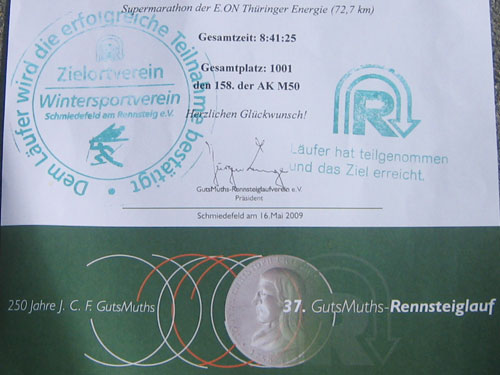 Supermarathon der E.ON Thüringer Energie (72,7 km)
Gesamtzeit: 8:41:25
Gesamtplatz: 1001
den 158. der AK M50
Herzlichen Glückwunsch!
Dem Läufer wird die erfolgreiche Teilnahme bestätigt
Zielortverein
Wintersportverein
Schmiedefeld am Rennsteig e.V.
R
Läufer hat teilgenommen
und das Ziel erreicht.
GutsMuths-Rennsteiglaufverein e.V.
Präsident
Schmiedefeld am 16. Mai 2009
250 Jahre J. C. F. GutsMuths
37. GutsMuths-Rennsteiglauf
R